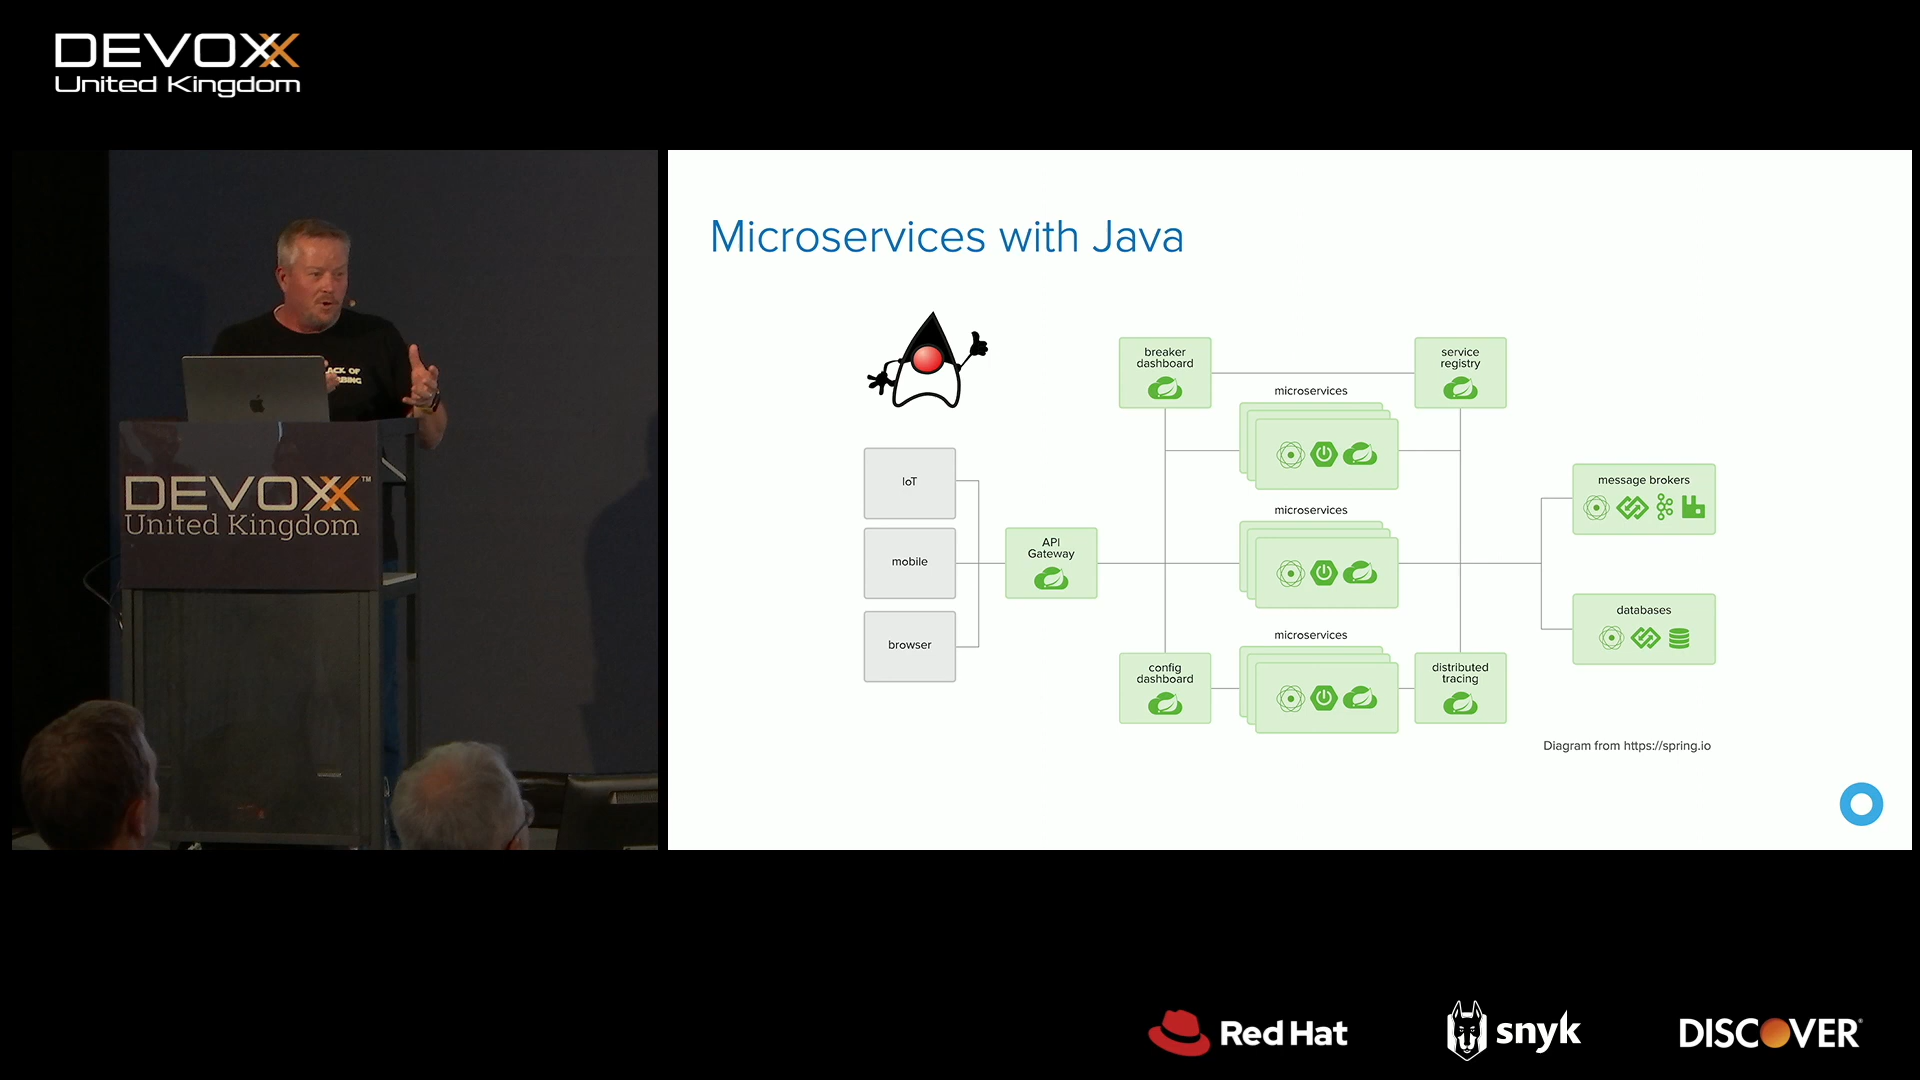 DEVOXX
United Kingdom
Microservices with Java
breaker
dashboard
service
registry
microservices
IoT
mobile
browser
API
Gateway
microservices
microservices
config
dashboard
distributed
tracing
message brokers
databases
Diagram from https://spring.io
DEVOXX™
United Kingdom
Red Hat
snyk
DISCOVER